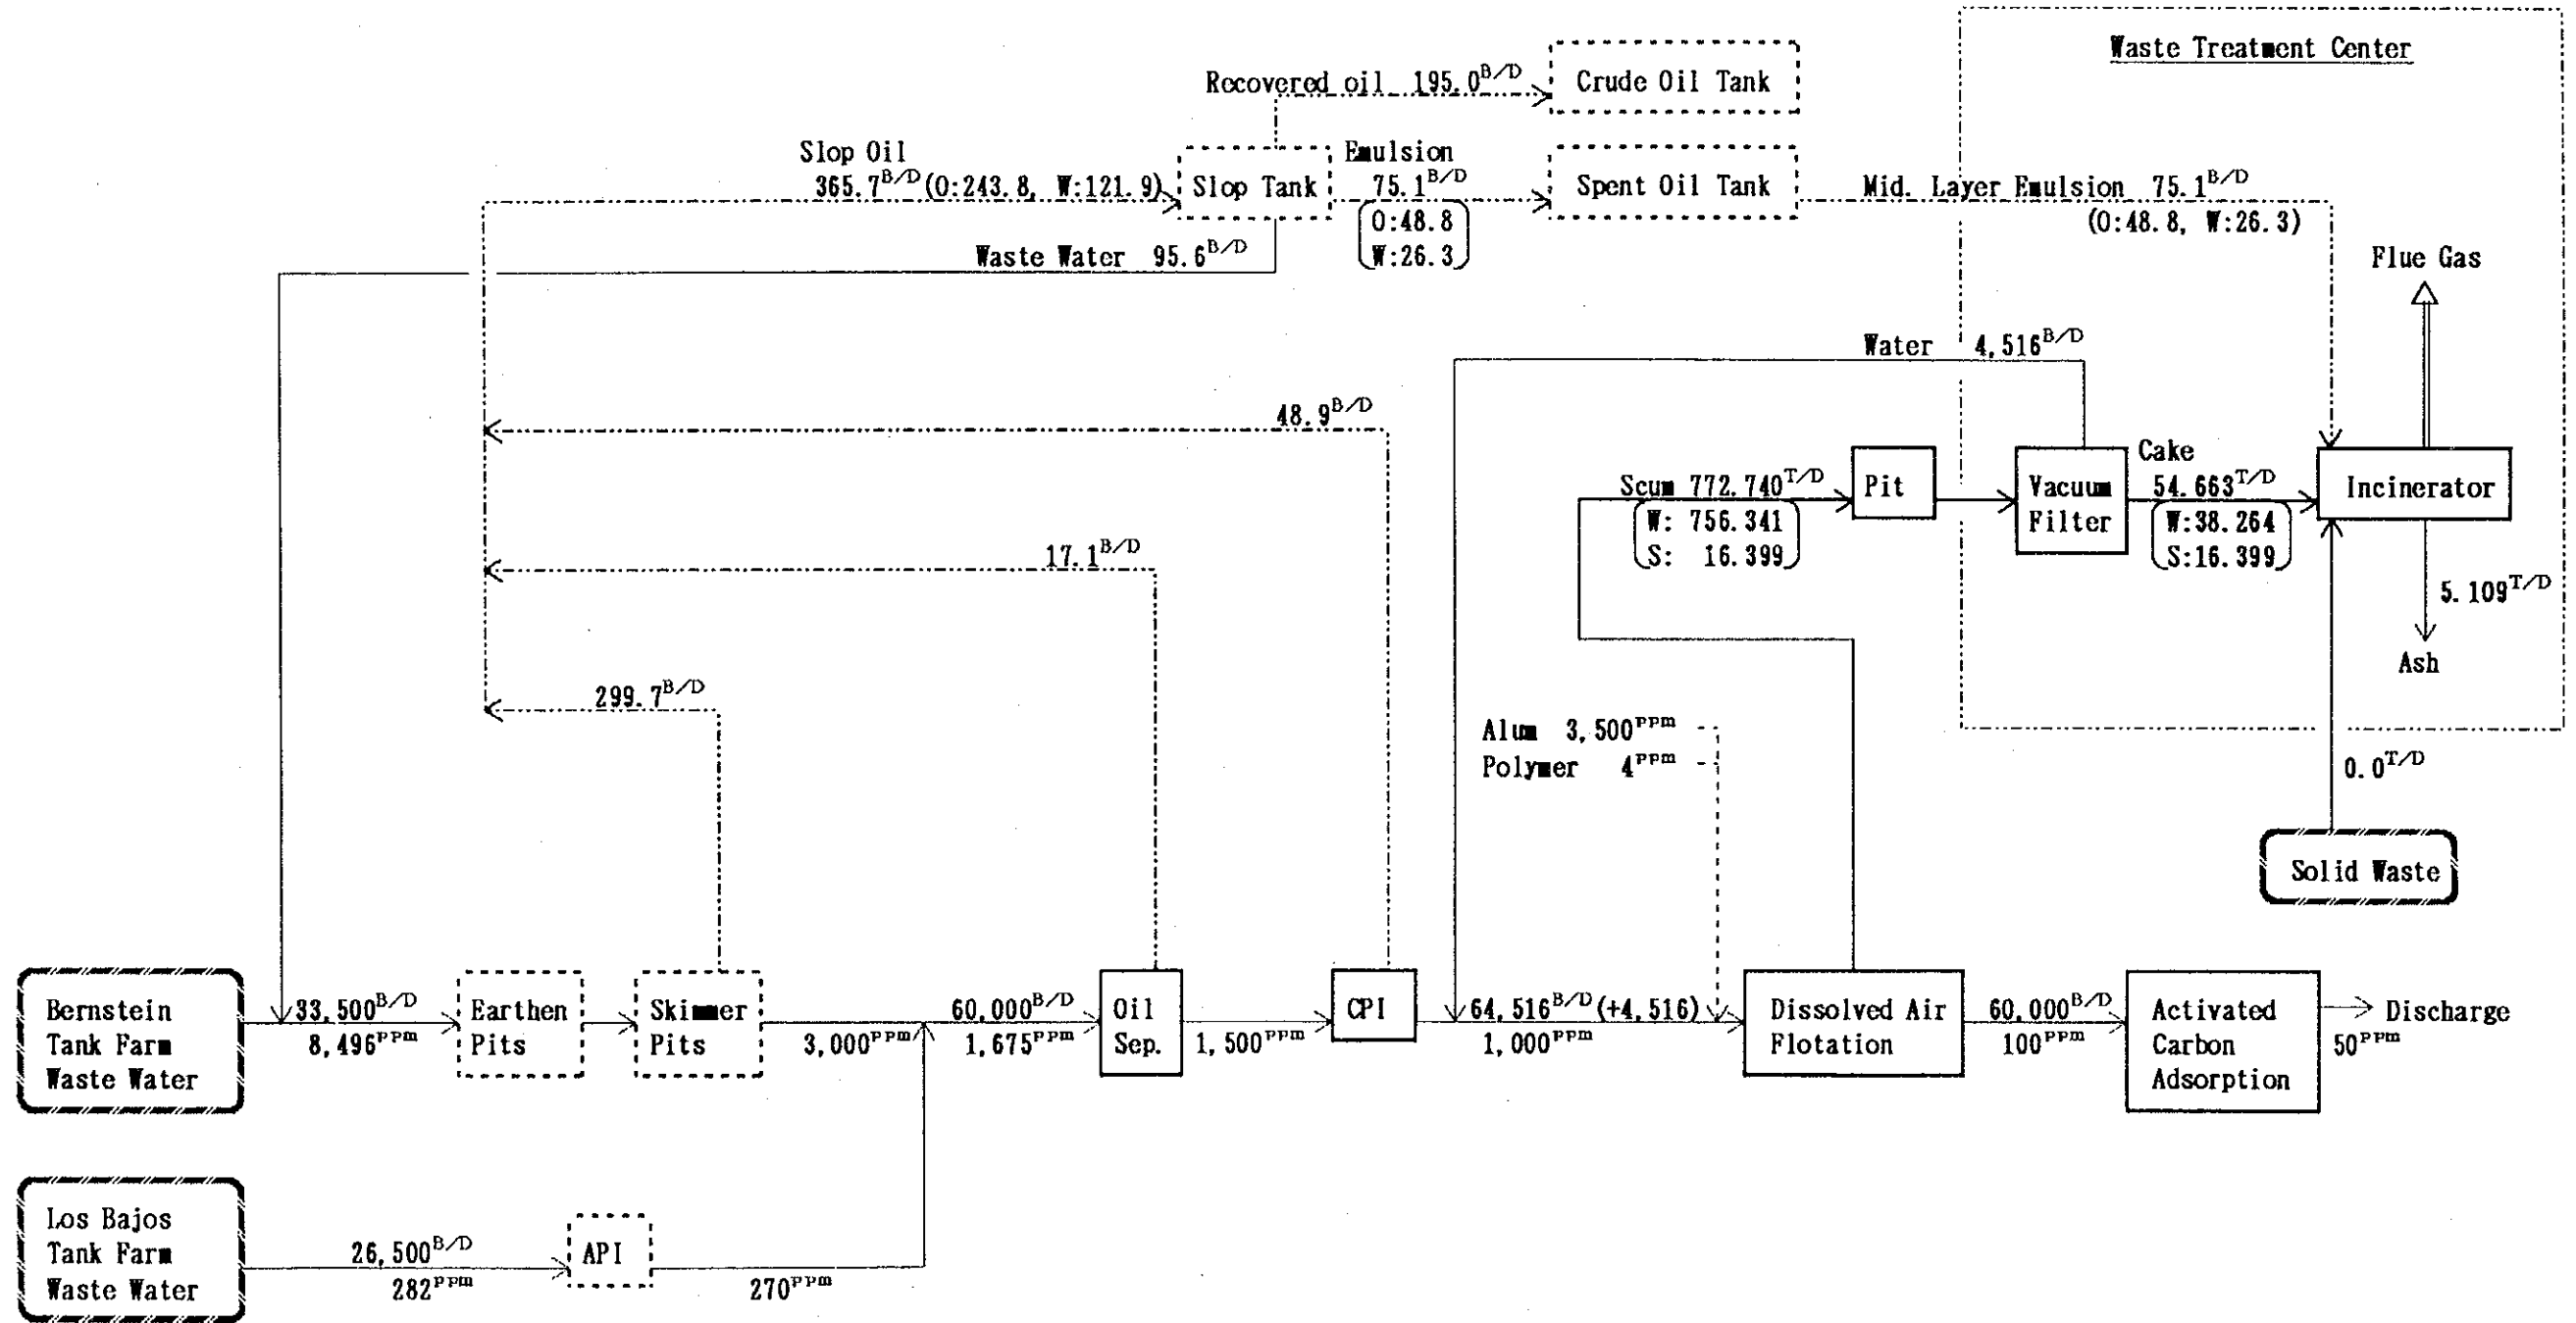 Waste Treatment Center
Recovered oil 195.0B/D
Crude Oil Tank
Slop Oil
365.7B/D (O:243.8, W:121.9)
Slop Tank
Emulsion
75.1B/D
O:48.8
W:26.3
Spent Oil Tank
Mid. Layer Emulsion 75.1B/D
(O:48.8, W:26.3)
Waste Water 95.6B/D
Flue Gas
Water 4,516B/D
48.9B/D
Scum 772.740T/D
W: 756.341
S: 16.399
Pit
Vacuum
Filter
Cake
54.663T/D
W:38.264
S:16.399
Incinerator
17.1B/D
5.109T/D
Ash
299.7B/D
Alum 3,500ppm
Polymer 4ppm
0.0T/D
Solid Waste
Bernstein
Tank Farm
Waste Water
33,500B/D
8,496ppm
Earthen
Pits
Skimmer
Pits
3,000ppm
60,000B/D
1,675ppm
Oil
Sep.
1,500ppm
CPI
64,516B/D (+4,516)
1,000ppm
Dissolved Air
Flotation
60,000B/D
100ppm
Activated
Carbon
Adsorption
Discharge
50ppm
Los Bajos
Tank Farm
Waste Water
26,500B/D
282ppm
API
270ppm